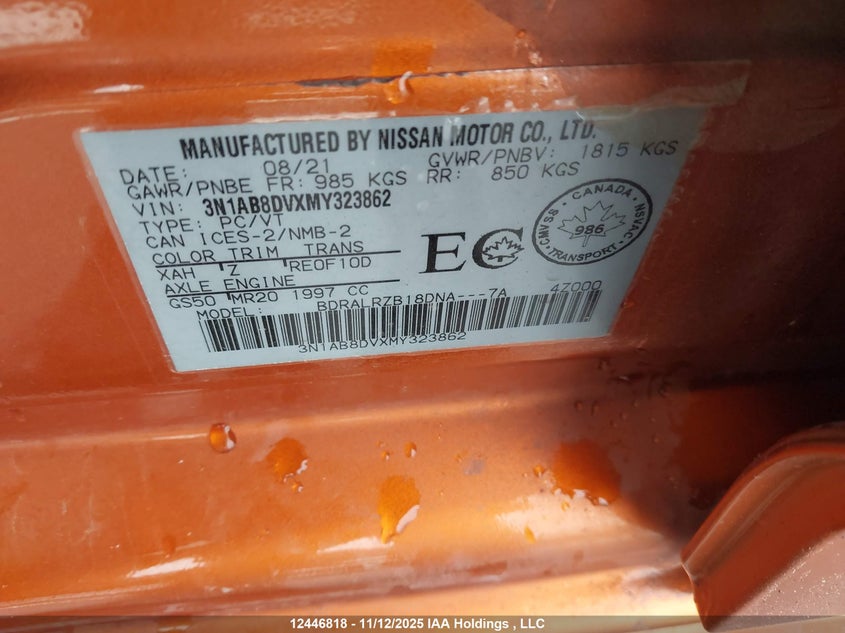 MANUFACTURED BY NISSAN MOTOR CO., LTD.
DATE: 08/21 GVWR/PNBV: 1815 KGS
GAWR/PNBE FR: 985 KGS RR: 850 KGS
VIN: 3N1AB8DVXMY323862
TYPE: PC/VT
CAN ICES-2/NMB-2
COLOR TRIM TRANS
XAH Z RE0F10D
AXLE ENGINE
GS50 MR20 1997 CC
MODEL: BDRALRZB18DNA---7A 4Z000
3N1AB8DVXMY323862
EC
CANADA
CMVSS NSVAC
986
TRANSPORT
12446818 - 11/12/2025 IAA Holdings , LLC